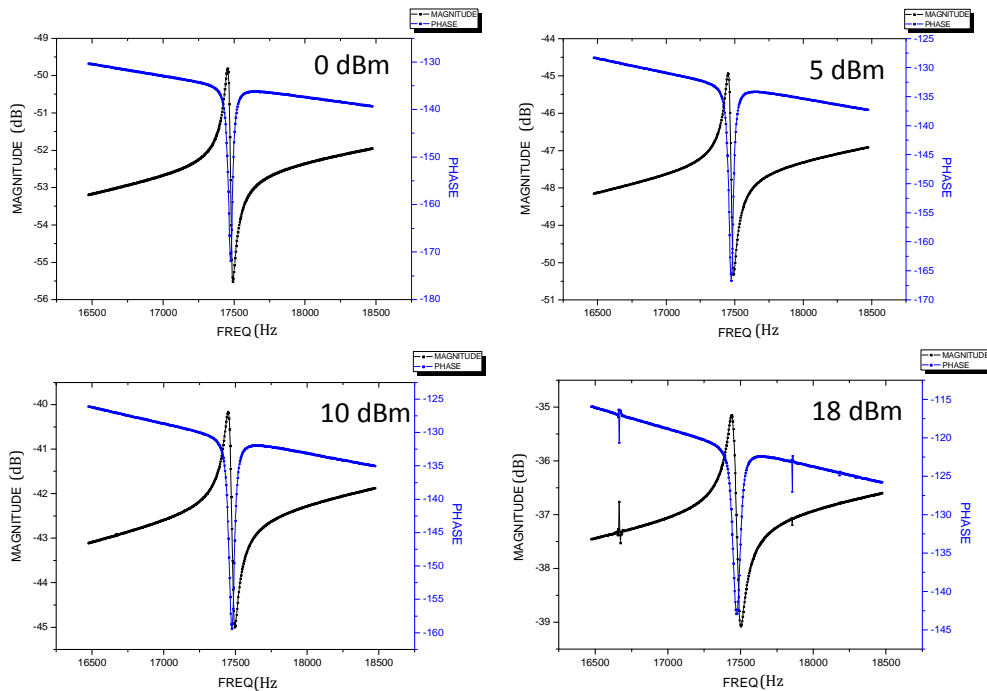 MAGNITUDE
PHASE
0 dBm
-49
-50
-51
-52
-53
-54
-55
-56
-130
-140
-150
-160
-170
-180
MAGNITUDE (dB)
PHASE
16500 17000 17500 18000 18500
FREQ (Hz
MAGNITUDE
PHASE
5 dBm
-44
-45
-46
-47
-48
-49
-50
-51
-125
-130
-135
-140
-145
-150
-155
-160
-165
-170
MAGNITUDE (dB)
PHASE
16500 17000 17500 18000 18500
FREQ (Hz
MAGNITUDE
PHASE
10 dBm
-40
-41
-42
-43
-44
-45
-125
-130
-135
-140
-145
-150
-155
-160
MAGNITUDE (dB)
PHASE
16500 17000 17500 18000 18500
FREQ (Hz
MAGNITUDE
PHASE
18 dBm
-35
-36
-37
-38
-39
-115
-120
-125
-130
-135
-140
-145
MAGNITUDE (dB)
PHASE
16500 17000 17500 18000 18500
FREQ (Hz